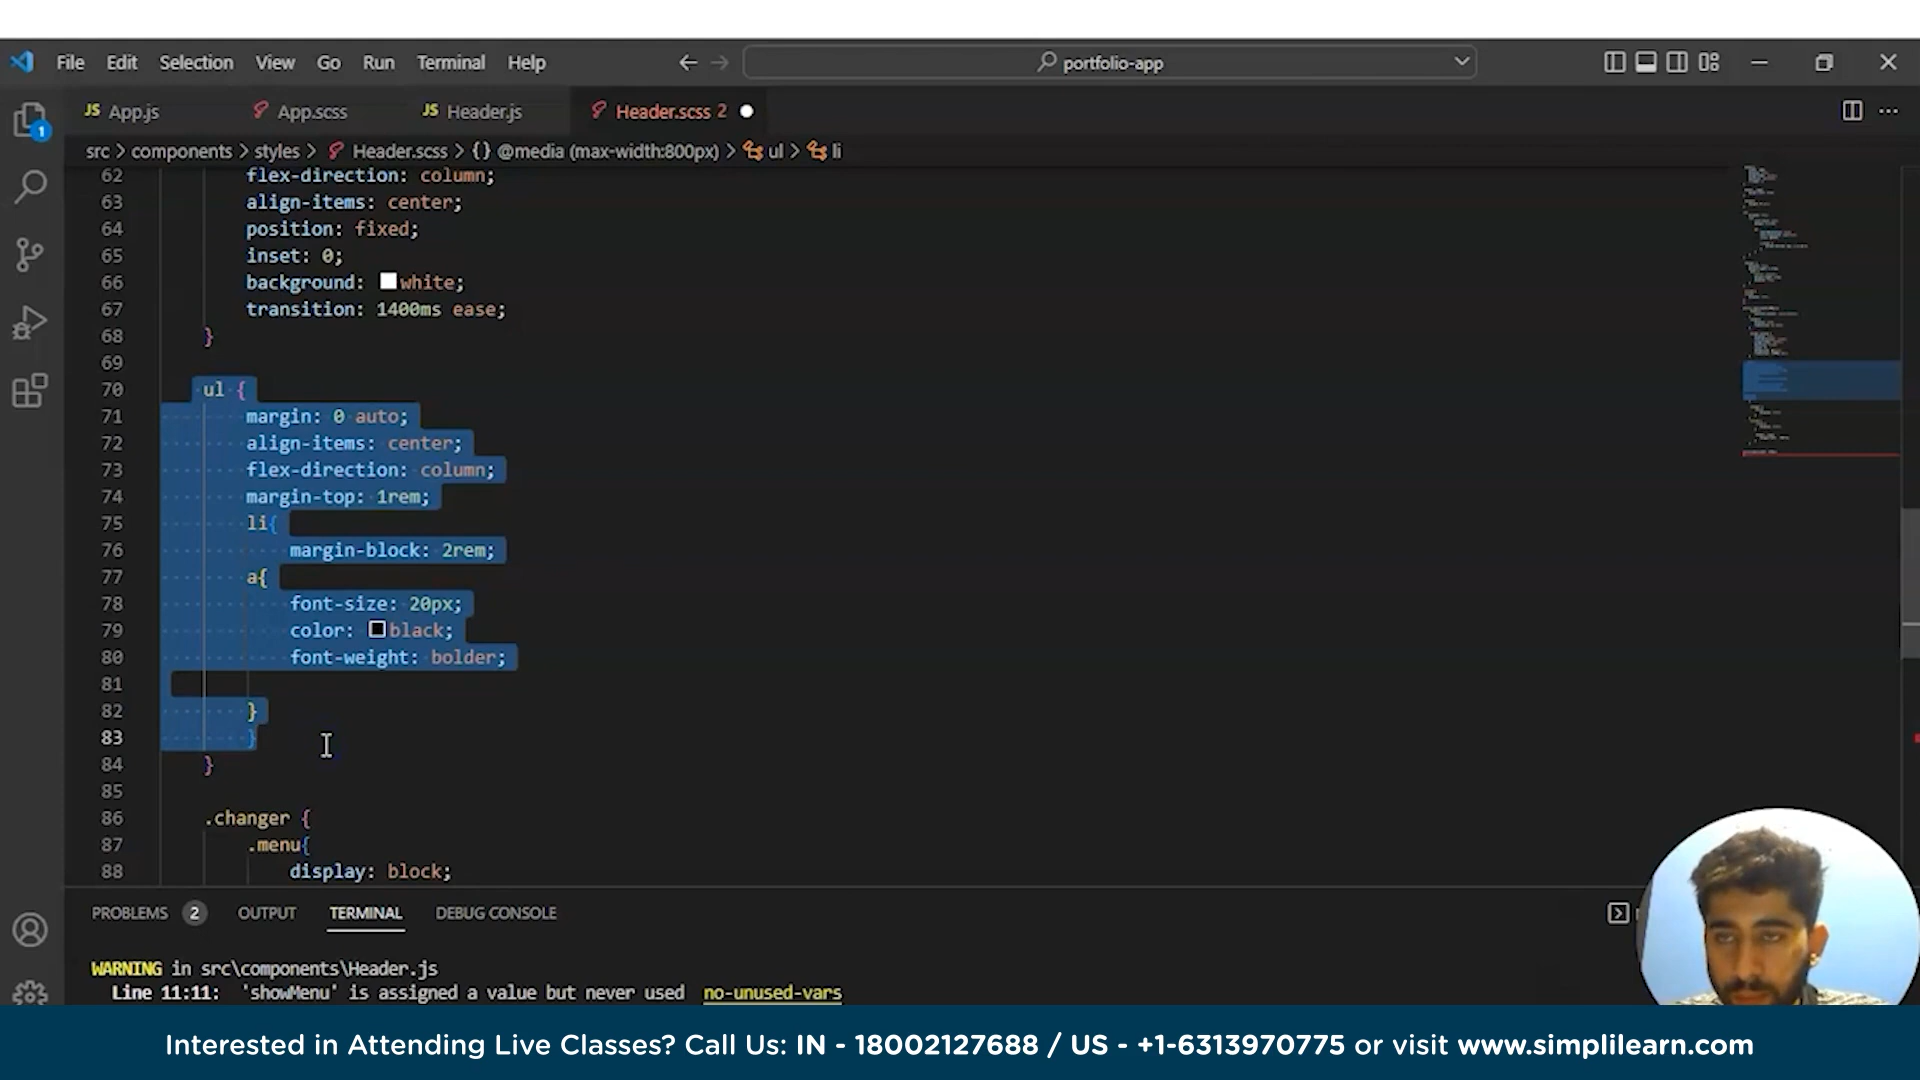 File Edit Selection View Go Run Terminal Help portfolio-app
1 JS App.js App.scss JS Header.js Header.scss 2
src > components > styles > Header.scss > {} @media (max-width:800px) > ul > li
62 flex-direction: column;
63 align-items: center;
64 position: fixed;
65 inset: 0;
66 background: white;
67 transition: 1400ms ease;
68 }
69
70 ul {
71 margin: 0 auto;
72 align-items: center;
73 flex-direction: column;
74 margin-top: 1rem;
75 li{
76 margin-block: 2rem;
77 a{
78 font-size: 20px;
79 color: black;
80 font-weight: bolder;
81
82 }
83 }
84 }
85
86 .changer {
87 .menu{
88 display: block;
PROBLEMS 2 OUTPUT TERMINAL DEBUG CONSOLE
WARNING in src\components\Header.js
Line 11:11: 'showMenu' is assigned a value but never used no-unused-vars
Interested in Attending Live Classes? Call Us: IN - 18002127688 / US - +1-6313970775 or visit www.simplilearn.com